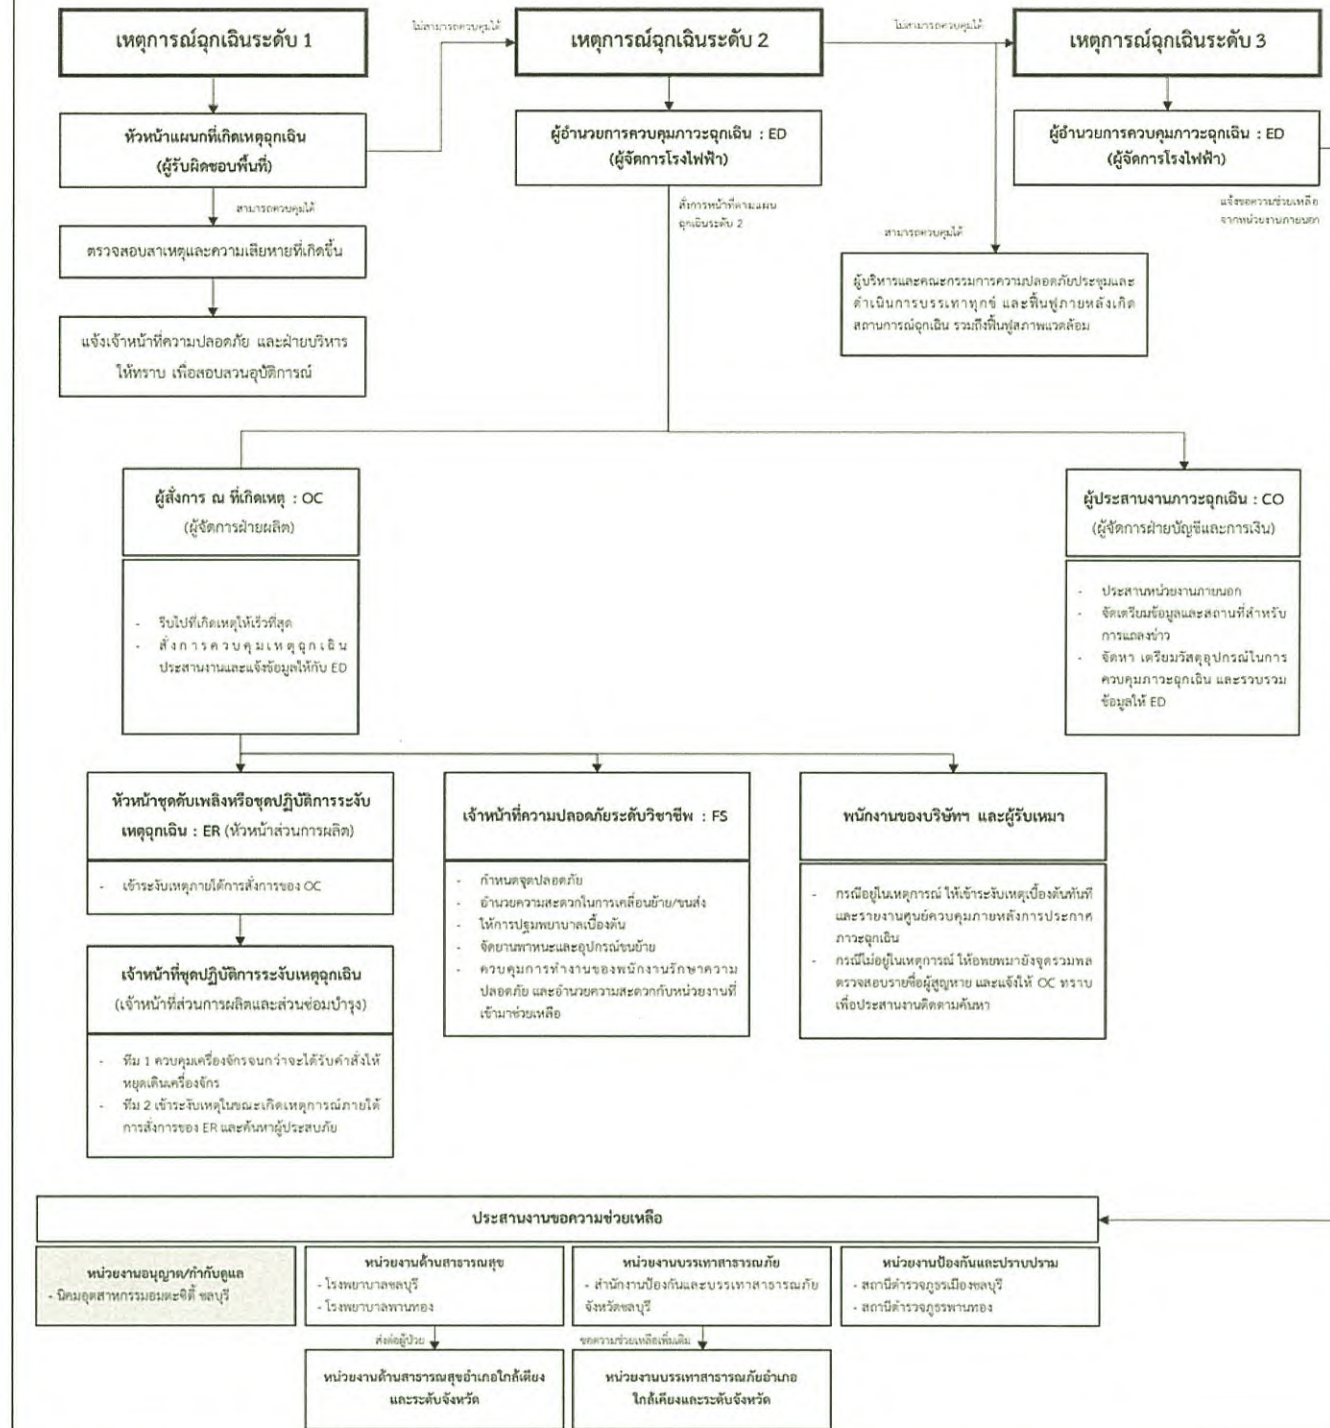 เหตุการณ์ฉุกเฉินระดับ 1
ไม่สามารถควบคุมได้
เหตุการณ์ฉุกเฉินระดับ 2
ไม่สามารถควบคุมได้
เหตุการณ์ฉุกเฉินระดับ 3
หัวหน้าแผนกที่เกิดเหตุฉุกเฉิน
(ผู้รับผิดชอบพื้นที่)
ผู้อำนวยการควบคุมภาวะฉุกเฉิน : ED
(ผู้จัดการโรงไฟฟ้า)
ผู้อำนวยการควบคุมภาวะฉุกเฉิน : ED
(ผู้จัดการโรงไฟฟ้า)
สามารถควบคุมได้
สั่งการหน้าที่ตามแผน
ฉุกเฉินระดับ 2
สามารถควบคุมได้
แจ้งขอความช่วยเหลือ
จากหน่วยงานภายนอก
ตรวจสอบสาเหตุและความเสียหายที่เกิดขึ้น
ผู้บริหารและคณะกรรมการความปลอดภัยประชุมและ
ดำเนินการบรรเทาทุกข์ และฟื้นฟูภายหลังเกิด
สถานการณ์ฉุกเฉิน รวมถึงฟื้นฟูสภาพแวดล้อม
แจ้งเจ้าหน้าที่ความปลอดภัย และฝ่ายบริหาร
ให้ทราบ เพื่อสอบสวนอุบัติการณ์
ผู้สั่งการ ณ ที่เกิดเหตุ : OC
(ผู้จัดการฝ่ายผลิต)
- รีบไปที่เกิดเหตุให้เร็วที่สุด
- สั่งการควบคุมเหตุฉุกเฉิน
ประสานงานและแจ้งข้อมูลให้กับ ED
ผู้ประสานงานภาวะฉุกเฉิน : CO
(ผู้จัดการฝ่ายบัญชีและการเงิน)
- ประสานหน่วยงานภายนอก
- จัดเตรียมข้อมูลและสถานที่สำหรับ
การแถลงข่าว
- จัดหา เตรียมวัสดุอุปกรณ์ในการ
ควบคุมภาวะฉุกเฉิน และรวบรวม
ข้อมูลให้ ED
หัวหน้าชุดดับเพลิงหรือชุดปฏิบัติการระงับ
เหตุฉุกเฉิน : ER (หัวหน้าส่วนการผลิต)
- เข้าระงับเหตุภายใต้การสั่งการของ OC
เจ้าหน้าที่ชุดปฏิบัติการระงับเหตุฉุกเฉิน
(เจ้าหน้าที่ส่วนการผลิตและส่วนซ่อมบำรุง)
- ทีม 1 ควบคุมเครื่องจักรจนกว่าจะได้รับคำสั่งให้
หยุดเดินเครื่องจักร
- ทีม 2 เข้าระงับเหตุในขณะเกิดเหตุการณ์ภายใต้
การสั่งการของ ER และค้นหาผู้ประสบภัย
เจ้าหน้าที่ความปลอดภัยระดับวิชาชีพ : FS
- กำหนดจุดปลอดภัย
- อำนวยความสะดวกในการเคลื่อนย้าย/ขนส่ง
- ให้การปฐมพยาบาลเบื้องต้น
- จัดยานพาหนะและอุปกรณ์ขนย้าย
- ควบคุมการทำงานของพนักงานรักษาความ
ปลอดภัย และอำนวยความสะดวกกับหน่วยงานที่
เข้ามาช่วยเหลือ
พนักงานของบริษัทฯ และผู้รับเหมา
- กรณีอยู่ในเหตุการณ์ ให้เข้าระงับเหตุเบื้องต้นทันที
และรายงานศูนย์ควบคุมภายหลังการประกาศ
ภาวะฉุกเฉิน
- กรณีไม่อยู่ในเหตุการณ์ ให้อพยพมายังจุดรวมพล
ตรวจสอบรายชื่อผู้สูญหาย และแจ้งให้ OC ทราบ
เพื่อประสานงานติดตามค้นหา
ประสานงานขอความช่วยเหลือ
หน่วยงานอนุญาต/กำกับดูแล
- นิคมอุตสาหกรรมอมตะซิตี้ ชลบุรี
หน่วยงานด้านสาธารณสุข
- โรงพยาบาลชลบุรี
- โรงพยาบาลพานทอง
หน่วยงานบรรเทาสาธารณภัย
- สำนักงานป้องกันและบรรเทาสาธารณภัย
จังหวัดชลบุรี
หน่วยงานป้องกันและปราบปราม
- สถานีตำรวจภูธรเมืองชลบุรี
- สถานีตำรวจภูธรพานทอง
ส่งต่อผู้ป่วย
ขอความช่วยเหลือเพิ่มเติม
หน่วยงานด้านสาธารณสุขอำเภอใกล้เคียง
และระดับจังหวัด
หน่วยงานบรรเทาสาธารณภัยอำเภอ
ใกล้เคียงและระดับจังหวัด